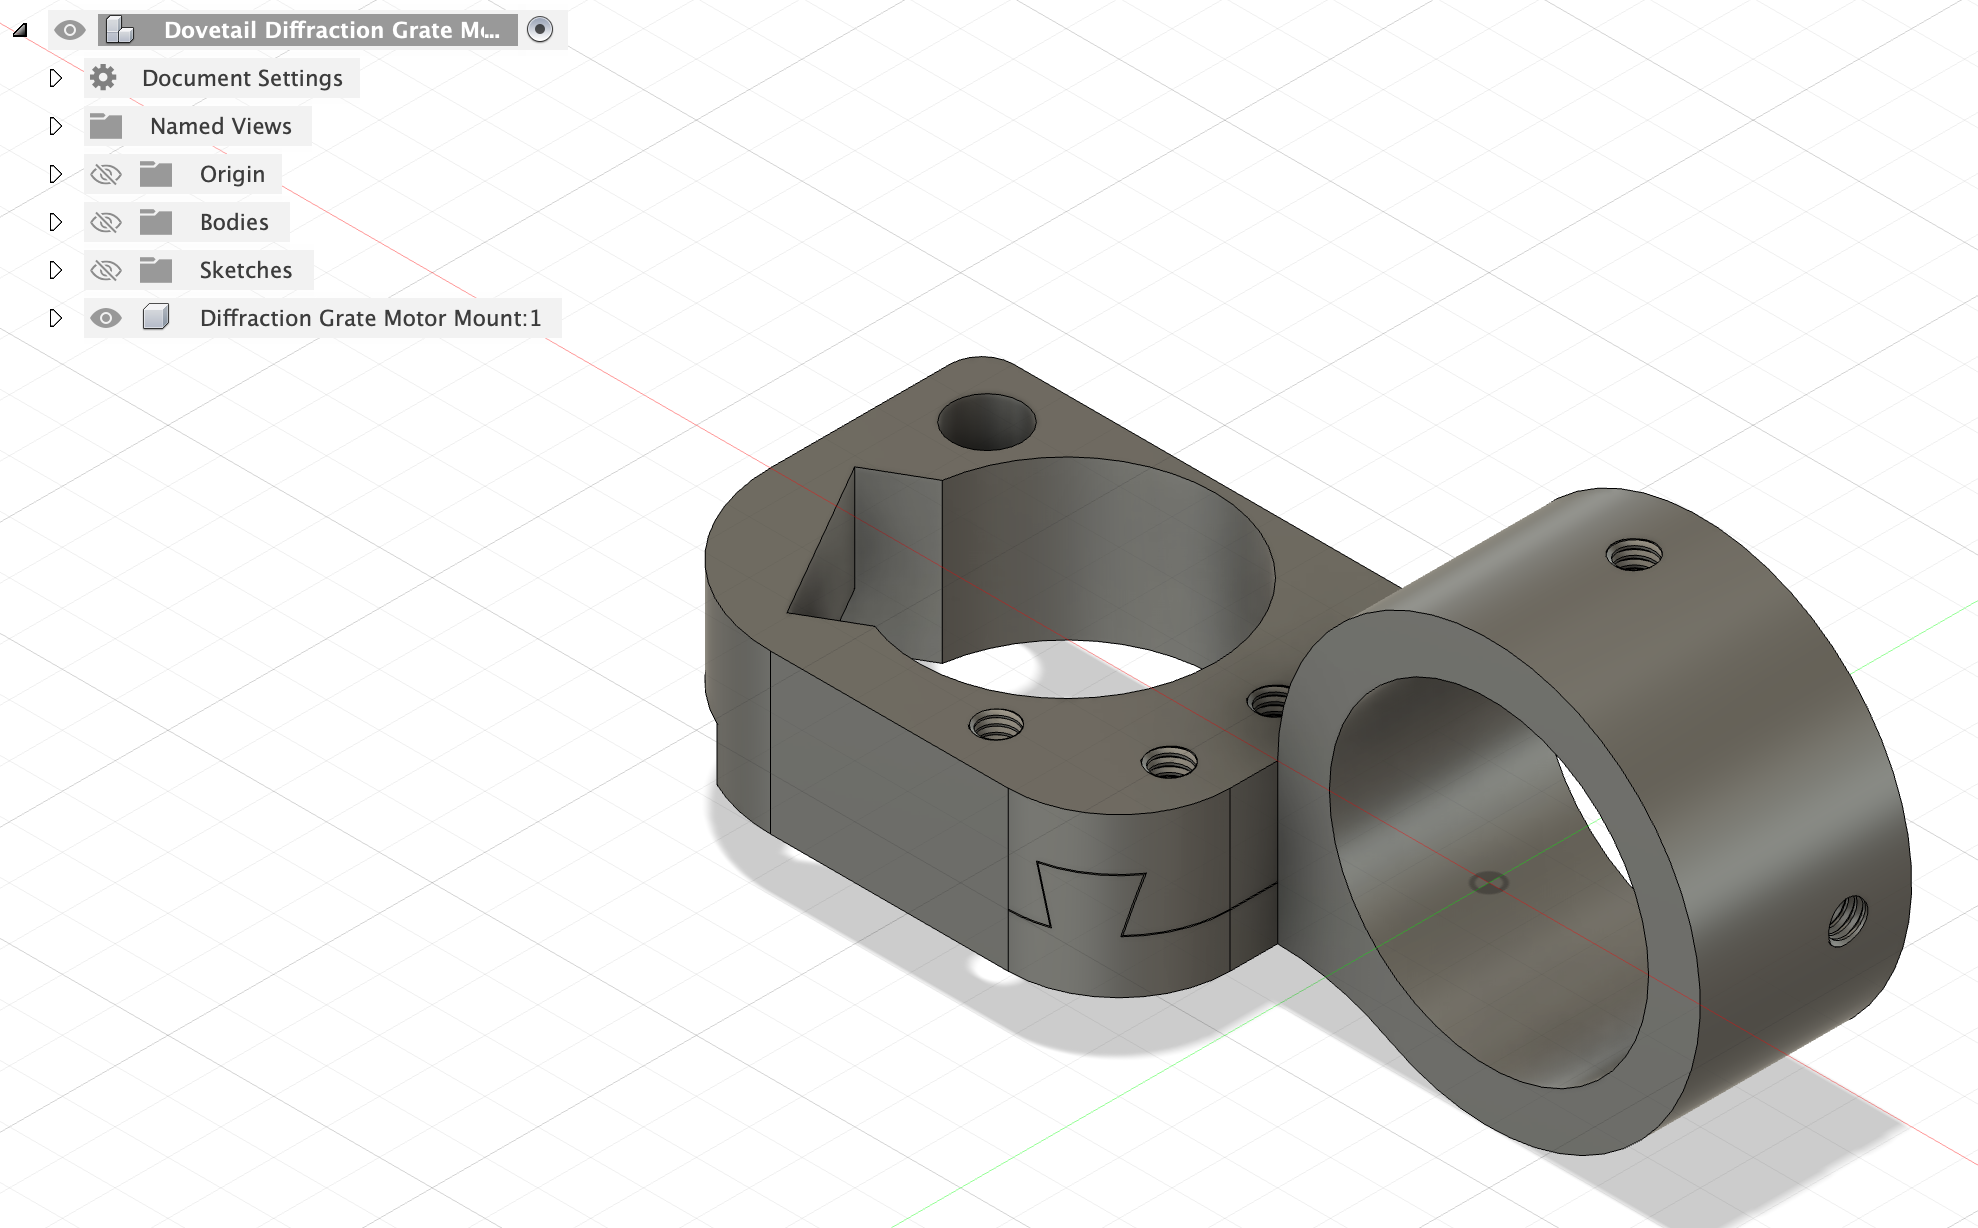 Dovetail Diffraction Grate M...
Document Settings
Named Views
Origin
Bodies
Sketches
Diffraction Grate Motor Mount:1